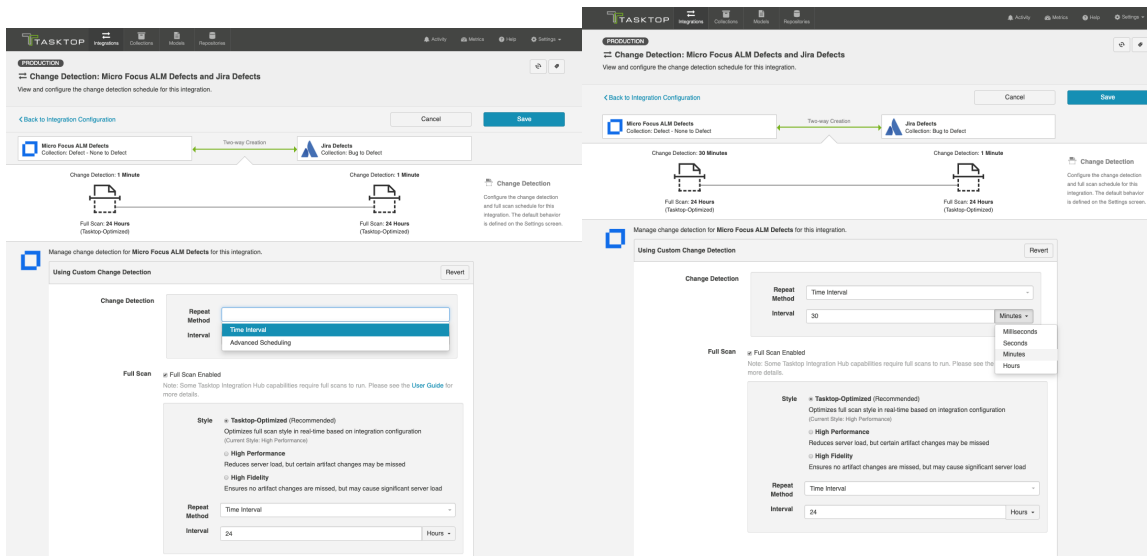 TASKTOP
Integrations
Collections
Models
Repositories
Activity
Metrics
Help
Settings
PRODUCTION
Change Detection: Micro Focus ALM Defects and Jira Defects
View and configure the change detection schedule for this integration.
Back to Integration Configuration
Cancel
Save
Micro Focus ALM Defects
Collection: Defect - None to Defect
Two-way Creation
Jira Defects
Collection: Bug to Defect
Change Detection: 1 Minute
Change Detection: 1 Minute
Full Scan: 24 Hours
(Tasktop-Optimized)
Full Scan: 24 Hours
(Tasktop-Optimized)
Change Detection
Configure the change detection
and full scan schedule for this
integration. The default behavior
is defined on the Settings screen.
Manage change detection for Micro Focus ALM Defects for this integration.
Using Custom Change Detection
Revert
Change Detection
Repeat
Method
Interval
Time Interval
Advanced Scheduling
Full Scan
Full Scan Enabled
Note: Some Tasktop Integration Hub capabilities require full scans to run. Please see the User Guide for
more details.
Style
Tasktop-Optimized (Recommended)
Optimizes full scan style in real-time based on integration configuration
(Current Style: High Performance)
High Performance
Reduces server load, but certain artifact changes may be missed
High Fidelity
Ensures no artifact changes are missed, but may cause significant server load
Repeat
Method
Time Interval
Interval
24
Hours
TASKTOP
Integrations
Collections
Models
Repositories
Activity
Metrics
Help
Settings
PRODUCTION
Change Detection: Micro Focus ALM Defects and Jira Defects
View and configure the change detection schedule for this integration.
Back to Integration Configuration
Cancel
Save
Micro Focus ALM Defects
Collection: Defect - None to Defect
Two-way Creation
Jira Defects
Collection: Bug to Defect
Change Detection: 30 Minutes
Change Detection: 1 Minute
Full Scan: 24 Hours
(Tasktop-Optimized)
Full Scan: 24 Hours
(Tasktop-Optimized)
Change Detection
Configure the change detection
and full scan schedule for this
integration. The default behavior
is defined on the Settings screen.
Manage change detection for Micro Focus ALM Defects for this integration.
Using Custom Change Detection
Revert
Change Detection
Repeat
Method
Time Interval
Interval
30
Minutes
Milliseconds
Seconds
Minutes
Hours
Full Scan
Full Scan Enabled
Note: Some Tasktop Integration Hub capabilities require full scans to run. Please see the
more details.
Style
Tasktop-Optimized (Recommended)
Optimizes full scan style in real-time based on integration configuration
(Current Style: High Performance)
High Performance
Reduces server load, but certain artifact changes may be missed
High Fidelity
Ensures no artifact changes are missed, but may cause significant server load
Repeat
Method
Time Interval
Interval
24
Hours